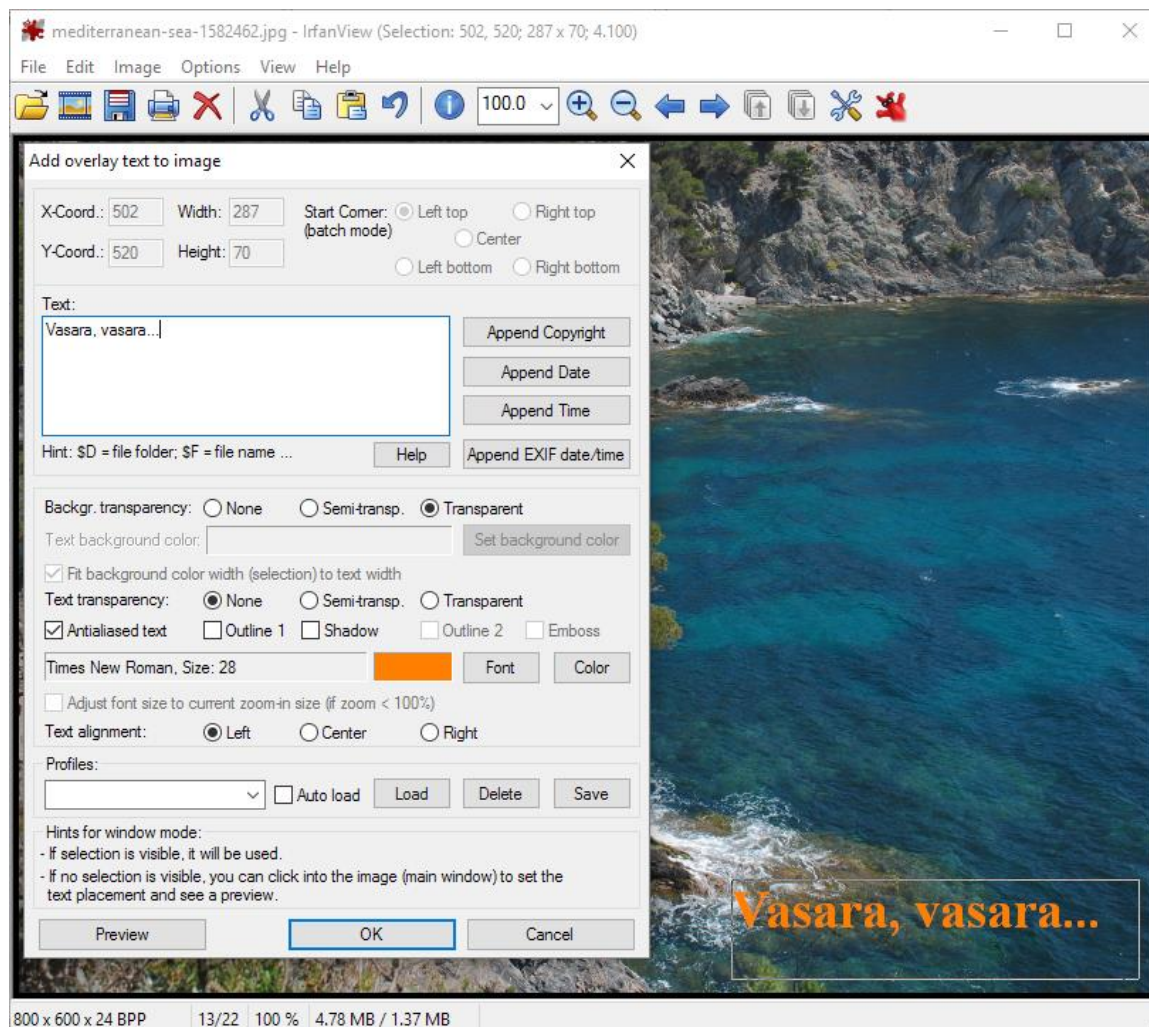 mediterranean-sea-1582462.jpg - IrfanView (Selection: 502, 520; 287 x 70; 4.100)
File Edit Image Options View Help
100.0
Add overlay text to image
X-Coord.: 502 Width: 287 Start Corner: Left top Right top
(batch mode) Center
Y-Coord.: 520 Height: 70 Left bottom Right bottom
Text:
Vasara, vasara...
Append Copyright
Append Date
Append Time
Hint: $D = file folder; $F = file name ... Help Append EXIF date/time
Backgr. transparency: None Semi-transp. Transparent
Text background color: Set background color
Fit background color width (selection) to text width
Text transparency: None Semi-transp. Transparent
Antialiased text Outline 1 Shadow Outline 2 Emboss
Times New Roman, Size: 28 Font Color
Adjust font size to current zoom-in size (if zoom < 100%)
Text alignment: Left Center Right
Profiles:
Auto load Load Delete Save
Hints for window mode:
- If selection is visible, it will be used.
- If no selection is visible, you can click into the image (main window) to set the
text placement and see a preview.
Preview OK Cancel
Vasara, vasara...
800 x 600 x 24 BPP 13/22 100 % 4.78 MB / 1.37 MB